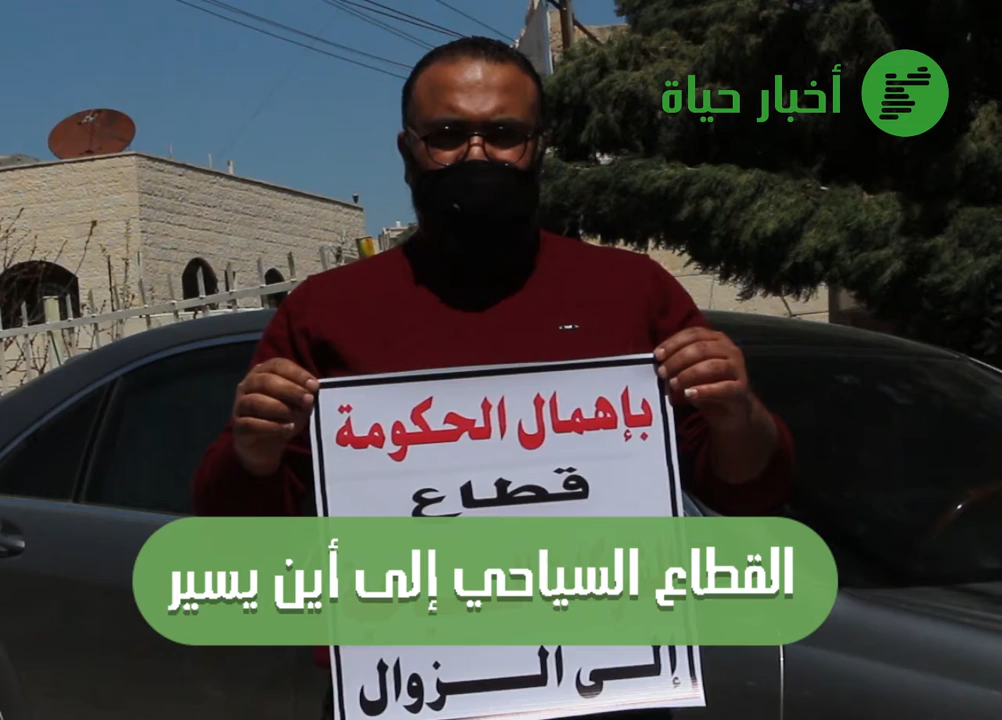 أخبار حياة
بإهمال الحكومة
قطاع
القطاع السياحي إلى أين يسير
إلى الزوال